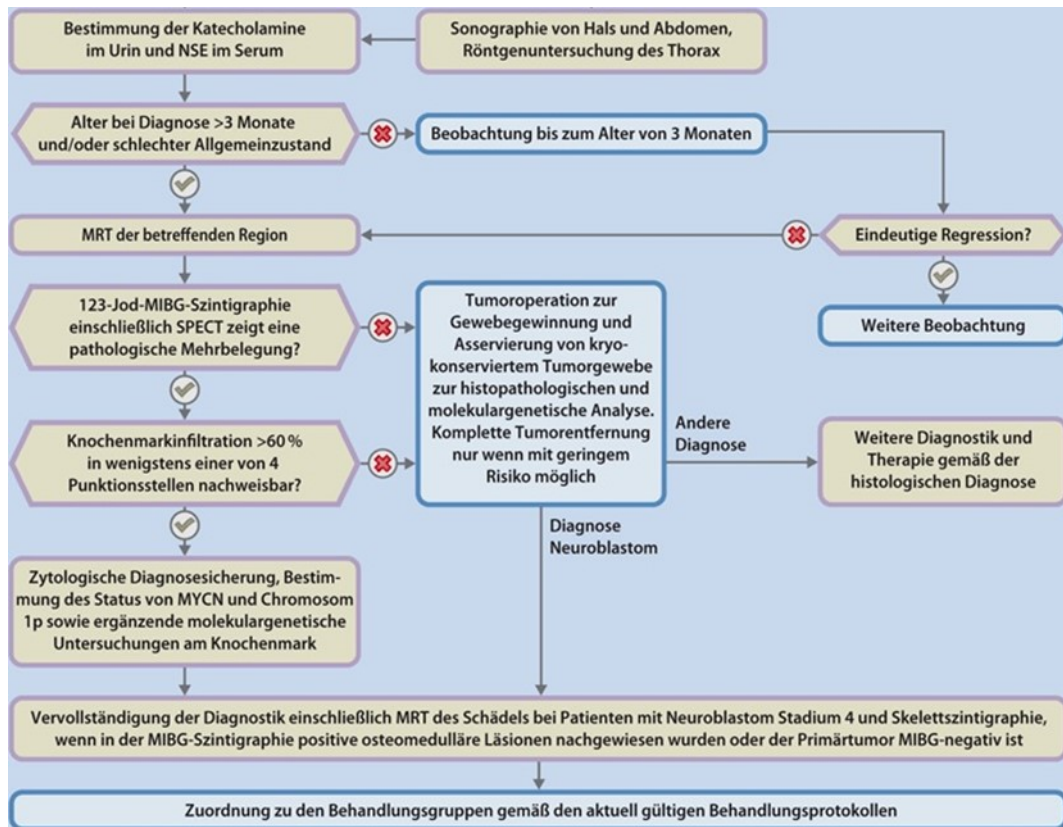 Bestimmung der Katecholamine
im Urin und NSE im Serum
Sonographie von Hals und Abdomen,
Röntgenuntersuchung des Thorax
Alter bei Diagnose >3 Monate
und/oder schlechter Allgemeinzustand
Beobachtung bis zum Alter von 3 Monaten
MRT der betreffenden Region
Eindeutige Regression?
Weitere Beobachtung
123-Jod-MIBG-Szintigraphie
einschließlich SPECT zeigt eine
pathologische Mehrbelegung?
Tumoroperation zur
Gewebegewinnung und
Asservierung von kryo-
konserviertem Tumorgewebe
zur histopathologischen und
molekulargenetische Analyse.
Komplette Tumorentfernung
nur wenn mit geringem
Risiko möglich
Andere
Diagnose
Weitere Diagnostik und
Therapie gemäß der
histologischen Diagnose
Knochenmarkinfiltration >60 %
in wenigstens einer von 4
Punktionsstellen nachweisbar?
Diagnose
Neuroblastom
Zytologische Diagnosesicherung, Bestim-
mung des Status von MYCN und Chromosom
1p sowie ergänzende molekulargenetische
Untersuchungen am Knochenmark
Vervollständigung der Diagnostik einschließlich MRT des Schädels bei Patienten mit Neuroblastom Stadium 4 und Skelettszintigraphie,
wenn in der MIBG-Szintigraphie positive osteomedulläre Läsionen nachgewiesen wurden oder der Primärtumor MIBG-negativ ist
Zuordnung zu den Behandlungsgruppen gemäß den aktuell gültigen Behandlungsprotokollen